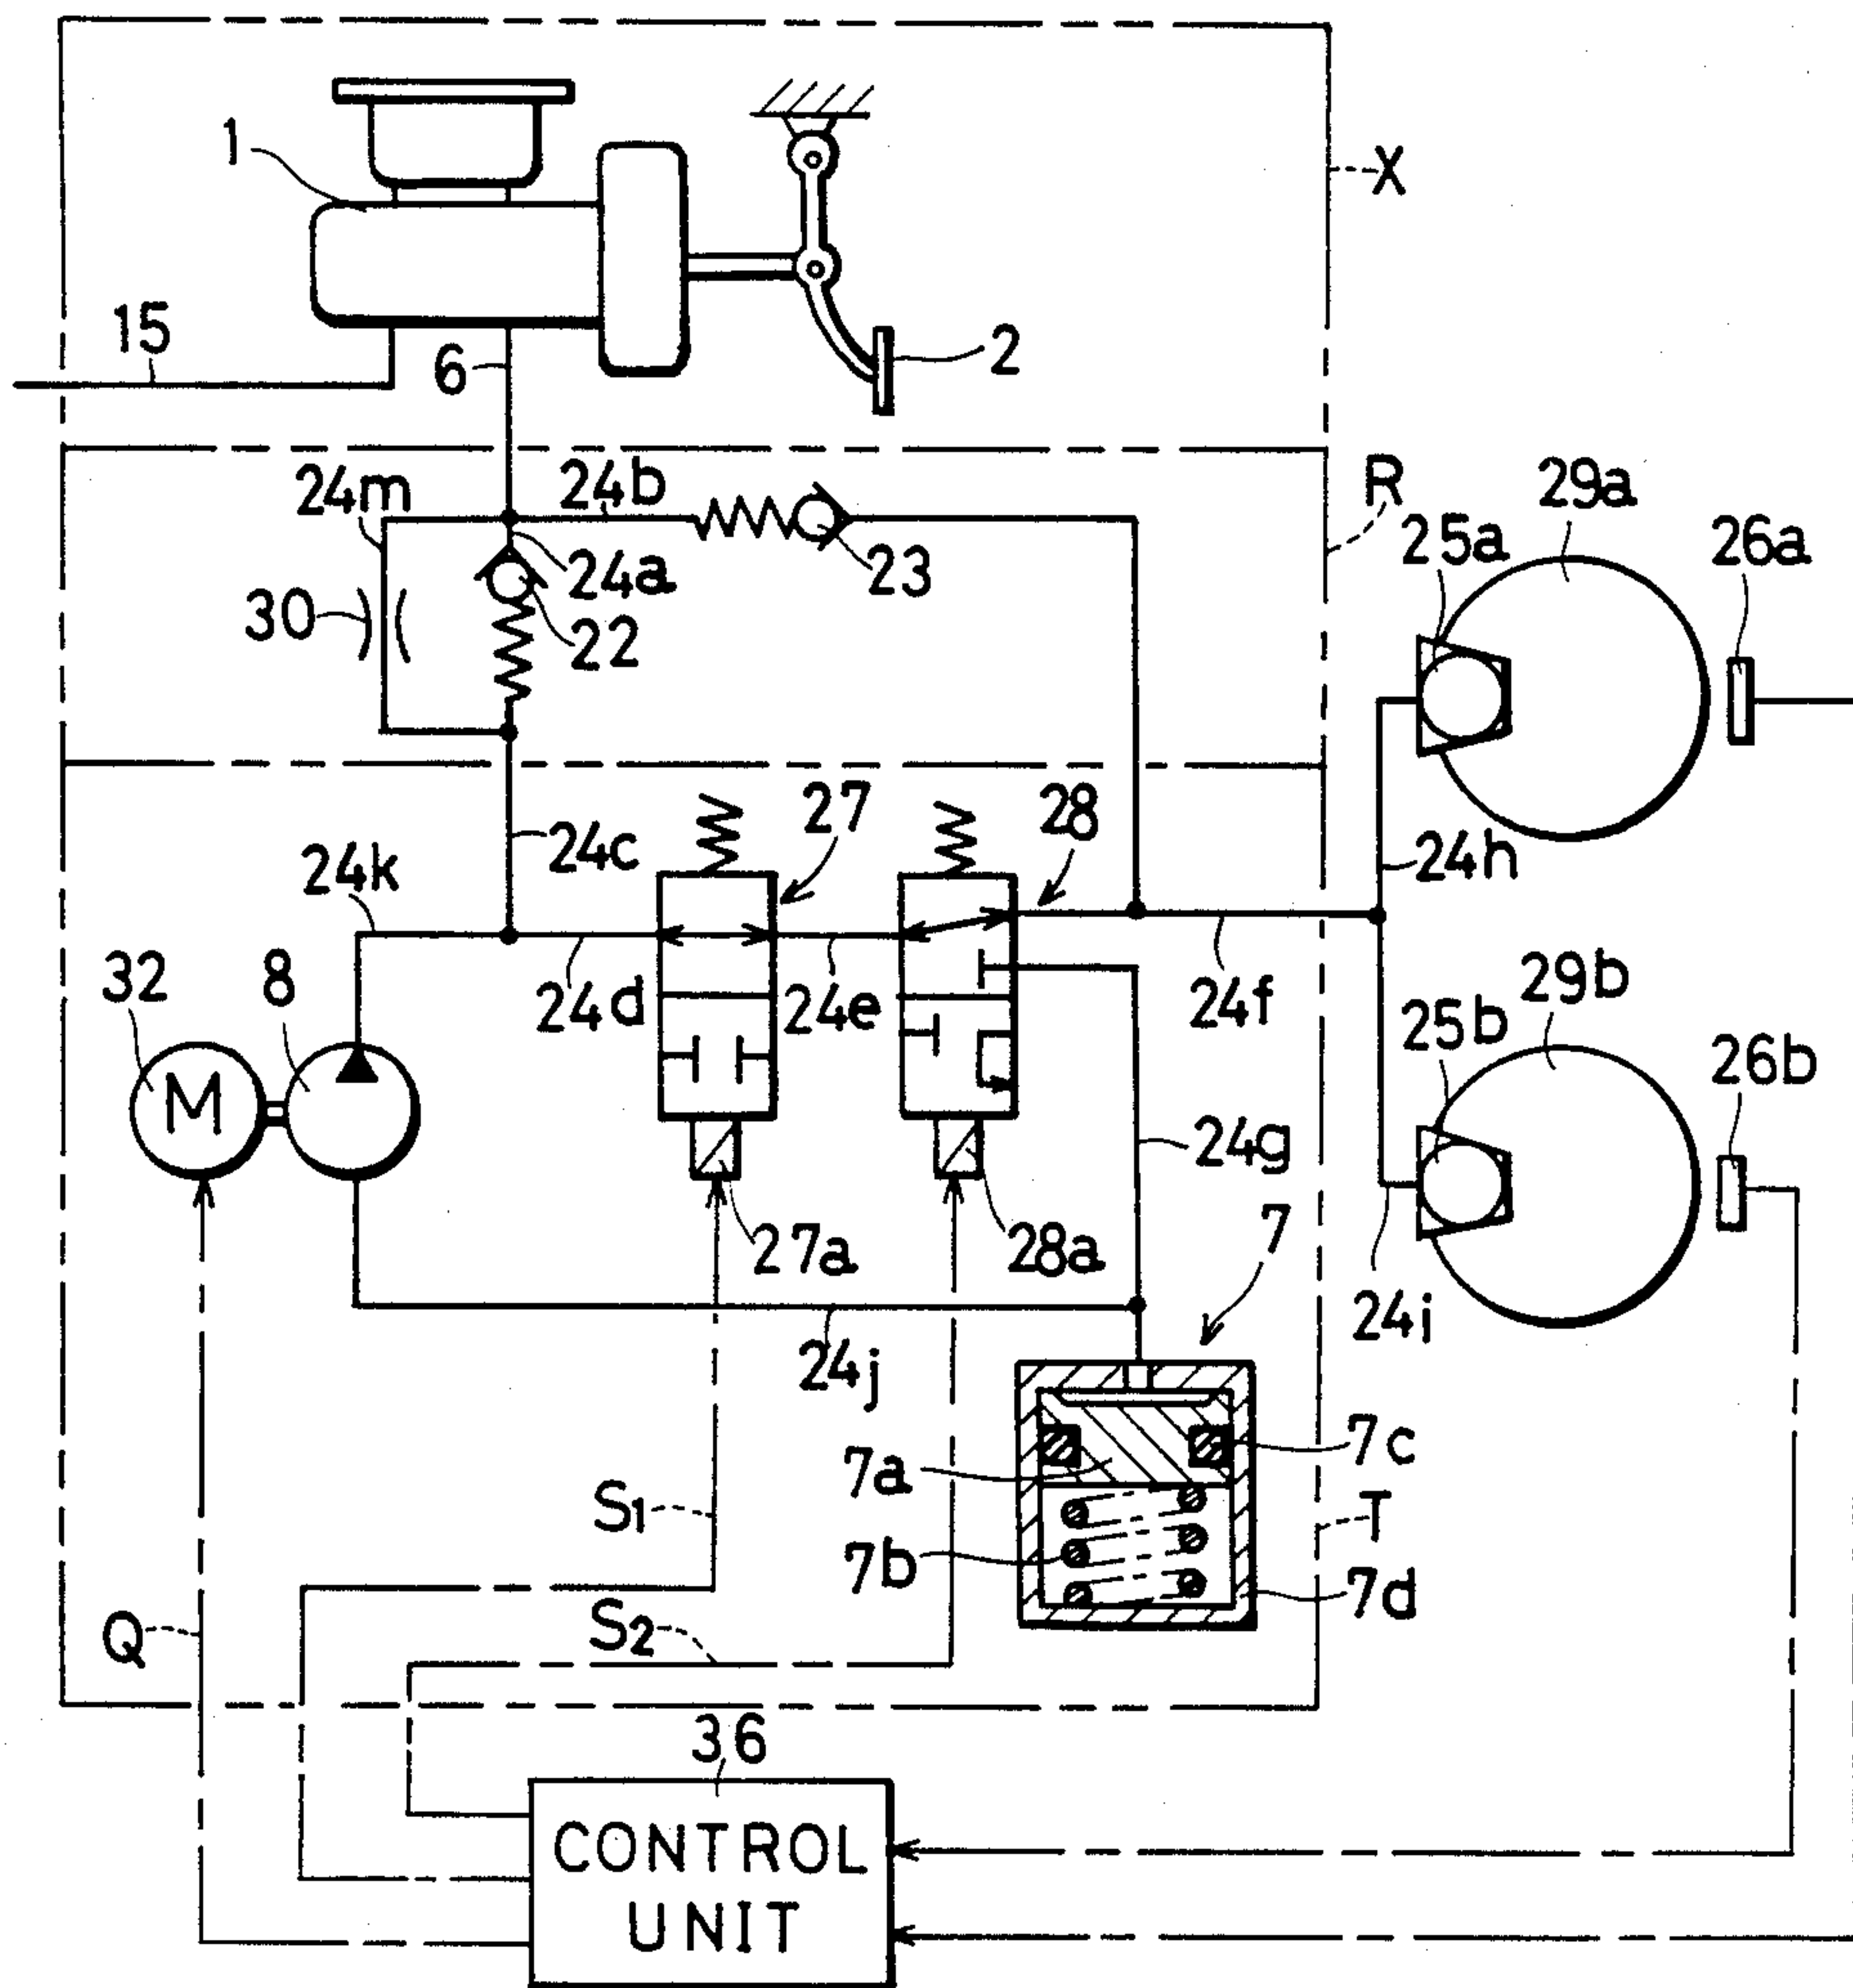 1
X
15
6
2
24m
24b
R
29a
25a
26a
24a
23
30
22
27
28
24c
24h
24k
32
8
24d
24e
24f
29b
25b
26b
M
24g
7
27a
28a
24i
24j
7c
7a
S1
T
7b
7d
S2
Q
36
CONTROL
UNIT